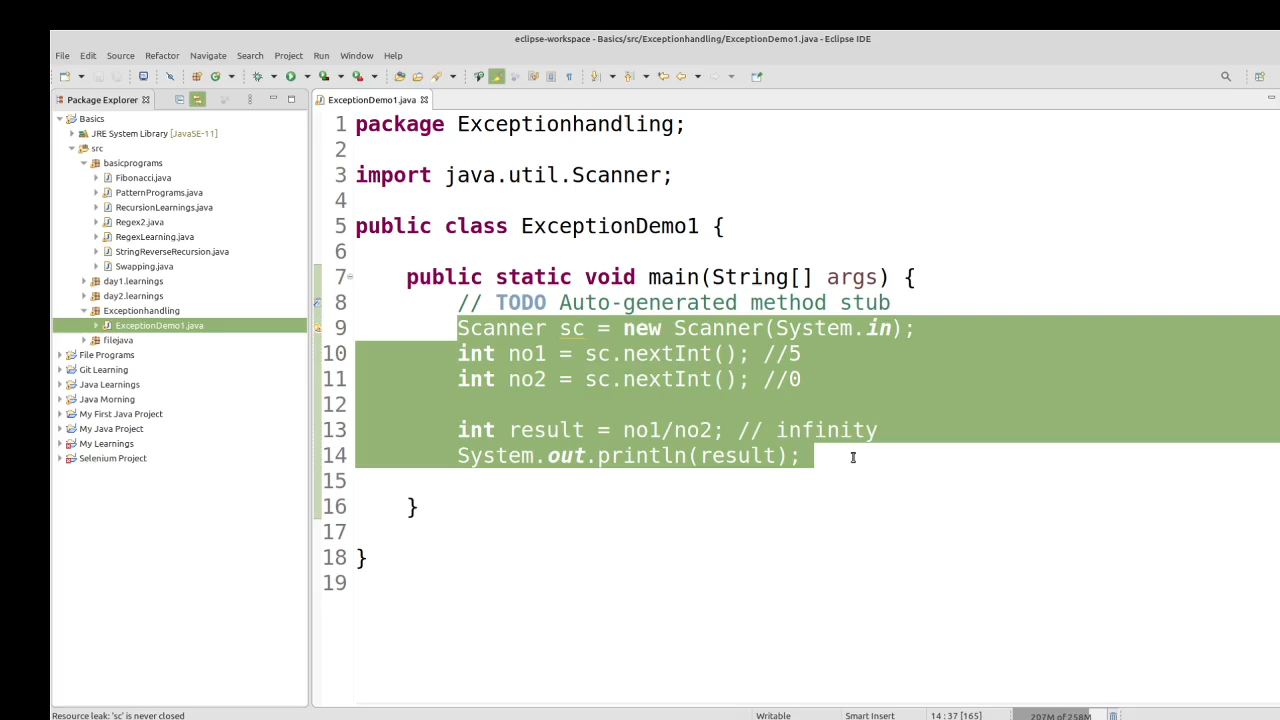 eclipse-workspace - Basics/src/Exceptionhandling/ExceptionDemo1.java - Eclipse IDE
File Edit Source Refactor Navigate Search Project Run Window Help
Package Explorer
Basics
JRE System Library [JavaSE-11]
src
basicprograms
Fibonacci.java
PatternPrograms.java
RecursionLearnings.java
Regex2.java
RegexLearning.java
StringReverseRecursion.java
Swapping.java
day1.learnings
day2.learnings
Exceptionhandling
ExceptionDemo1.java
filejava
File Programs
Git Learning
Java Learnings
Java Morning
My First Java Project
My Java Project
My Learnings
Selenium Project
ExceptionDemo1.java
1 package Exceptionhandling;
2
3 import java.util.Scanner;
4
5 public class ExceptionDemo1 {
6
7 public static void main(String[] args) {
8 // TODO Auto-generated method stub
9 Scanner sc = new Scanner(System.in);
10 int no1 = sc.nextInt(); //5
11 int no2 = sc.nextInt(); //0
12
13 int result = no1/no2; // infinity
14 System.out.println(result);
15
16 }
17
18 }
19
Resource leak: 'sc' is never closed Writable Smart Insert 14 : 37 [165] 207M of 258M